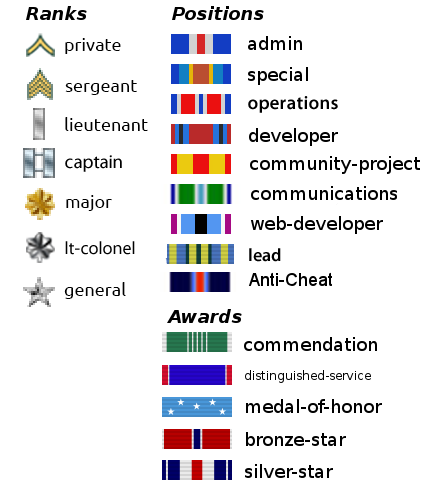 Ranks
private
sergeant
lieutenant
captain
major
lt-colonel
general
Positions
admin
special
operations
developer
community-project
communications
web-developer
lead
Anti-Cheat
Awards
commendation
distinguished-service
medal-of-honor
bronze-star
silver-star